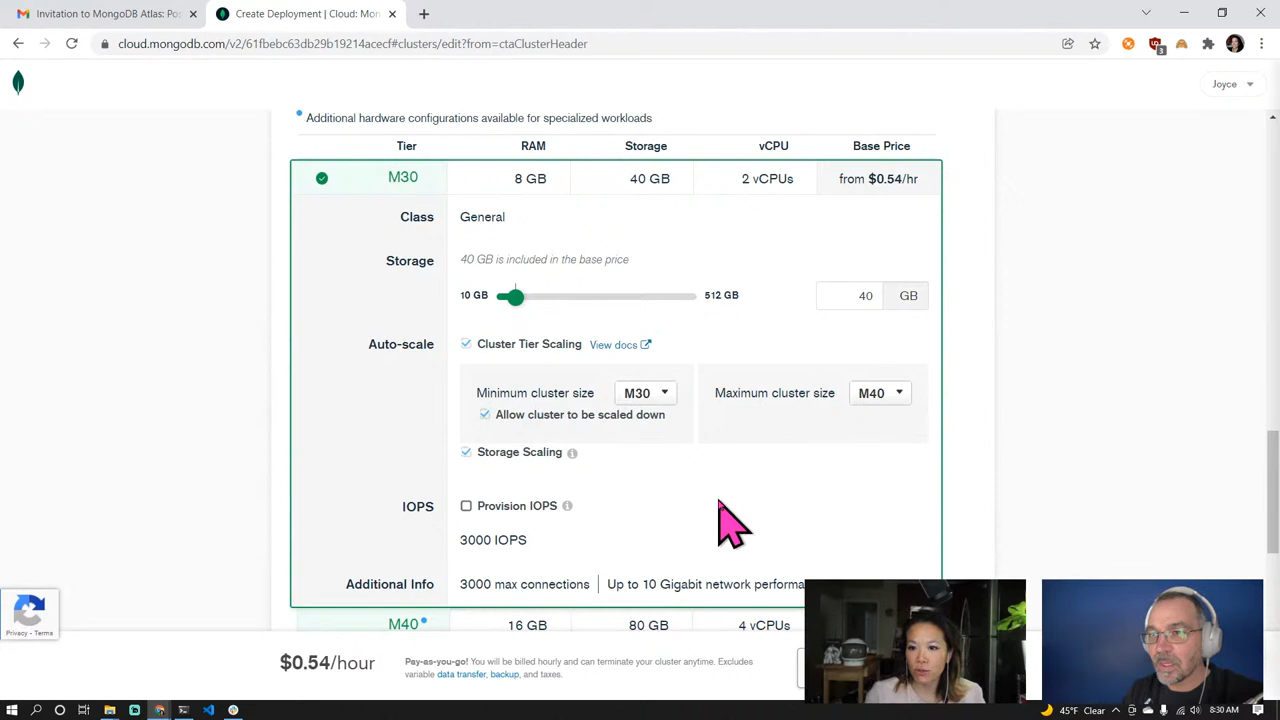 Invitation to MongoDB Atlas: Pos
Create Deployment | Cloud: Mon
cloud.mongodb.com/v2/61fbebc63db29b19214acecf#clusters/edit?from=ctaClusterHeader
3
Joyce
Additional hardware configurations available for specialized workloads
Tier RAM Storage vCPU Base Price
M30 8 GB 40 GB 2 vCPUs from $0.54/hr
Class General
Storage 40 GB is included in the base price
10 GB 512 GB 40 GB
Auto-scale Cluster Tier Scaling View docs
Minimum cluster size M30 Maximum cluster size M40
Allow cluster to be scaled down
Storage Scaling
IOPS Provision IOPS
3000 IOPS
Additional Info 3000 max connections Up to 10 Gigabit network performa
M40 16 GB 80 GB 4 vCPUs
Privacy - Terms
$0.54/hour Pay-as-you-go! You will be billed hourly and can terminate your cluster anytime. Excludes
variable data transfer, backup, and taxes.
45°F Clear 8:30 AM